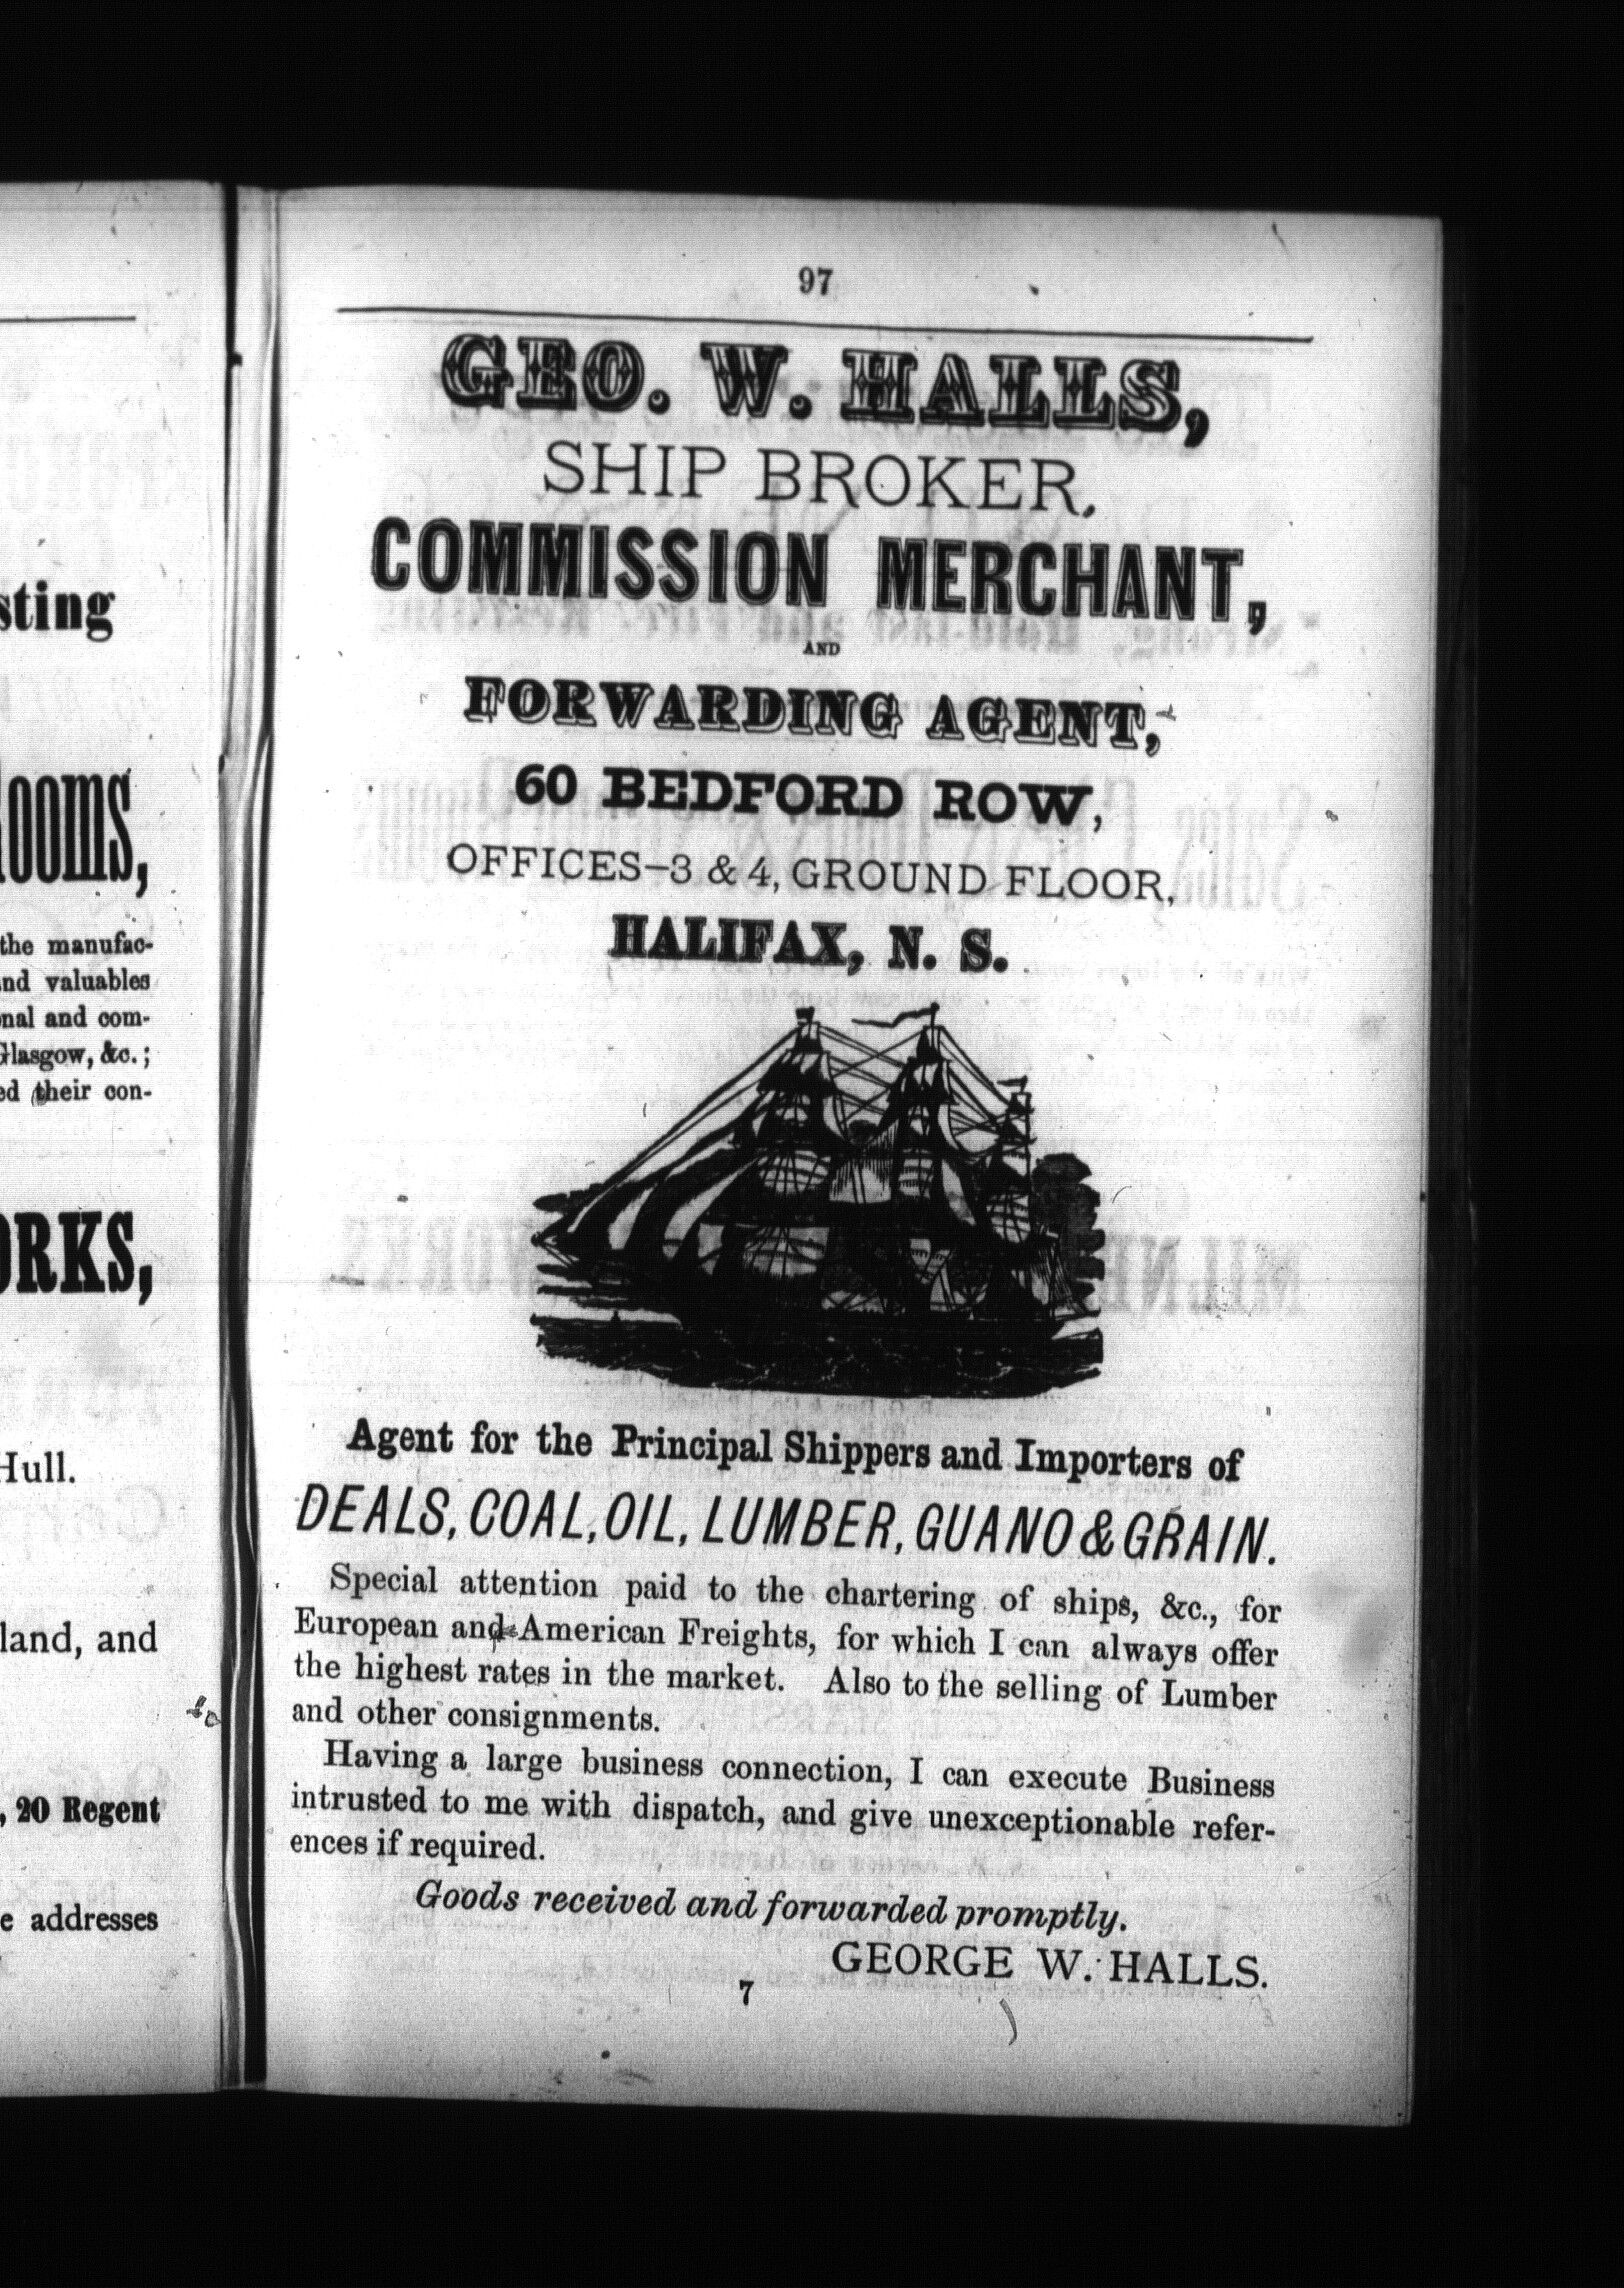 sting
ooms,
the manufac-
nd valuables
nal and com-
Glasgow, &c.;
ed their con-
ORKS,
Hull.
land, and
, 20 Regent
e addresses
97
GEO. W. HALLS,
SHIP BROKER,
COMMISSION MERCHANT,
AND
FORWARDING AGENT,
60 BEDFORD ROW,
OFFICES-3 & 4, GROUND FLOOR,
HALIFAX, N. S.
Agent for the Principal Shippers and Importers of
DEALS, COAL, OIL, LUMBER, GUANO & GRAIN.
Special attention paid to the chartering of ships, &c., for
European and American Freights, for which I can always offer
the highest rates in the market. Also to the selling of Lumber
and other consignments.
Having a large business connection, I can execute Business
intrusted to me with dispatch, and give unexceptionable refer-
ences if required.
Goods received and forwarded promptly.
GEORGE W. HALLS.
7